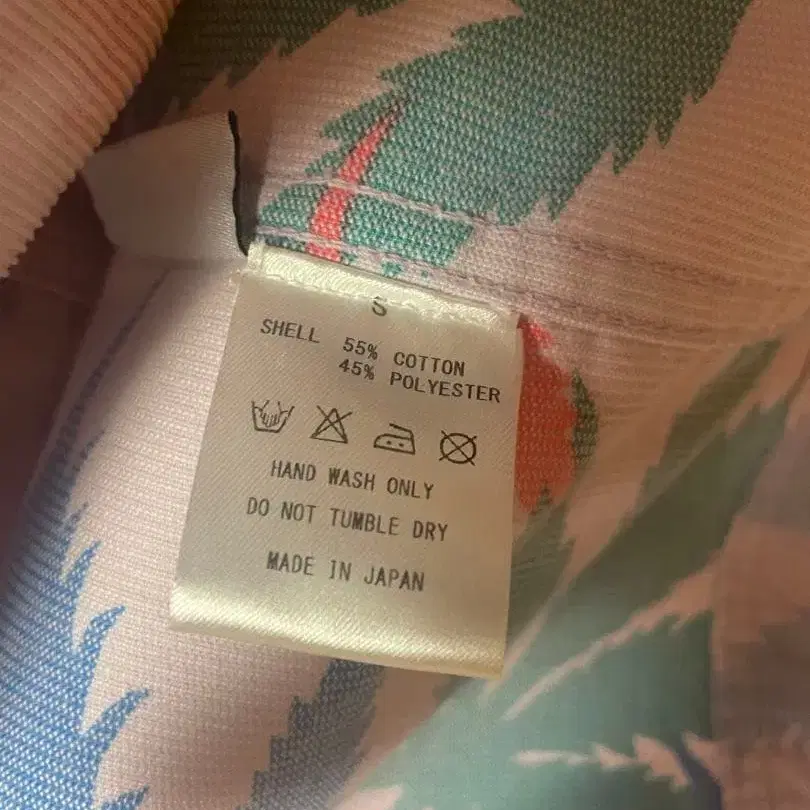 S
SHELL 55% COTTON
45% POLYESTER
HAND WASH ONLY
DO NOT TUMBLE DRY
MADE IN JAPAN